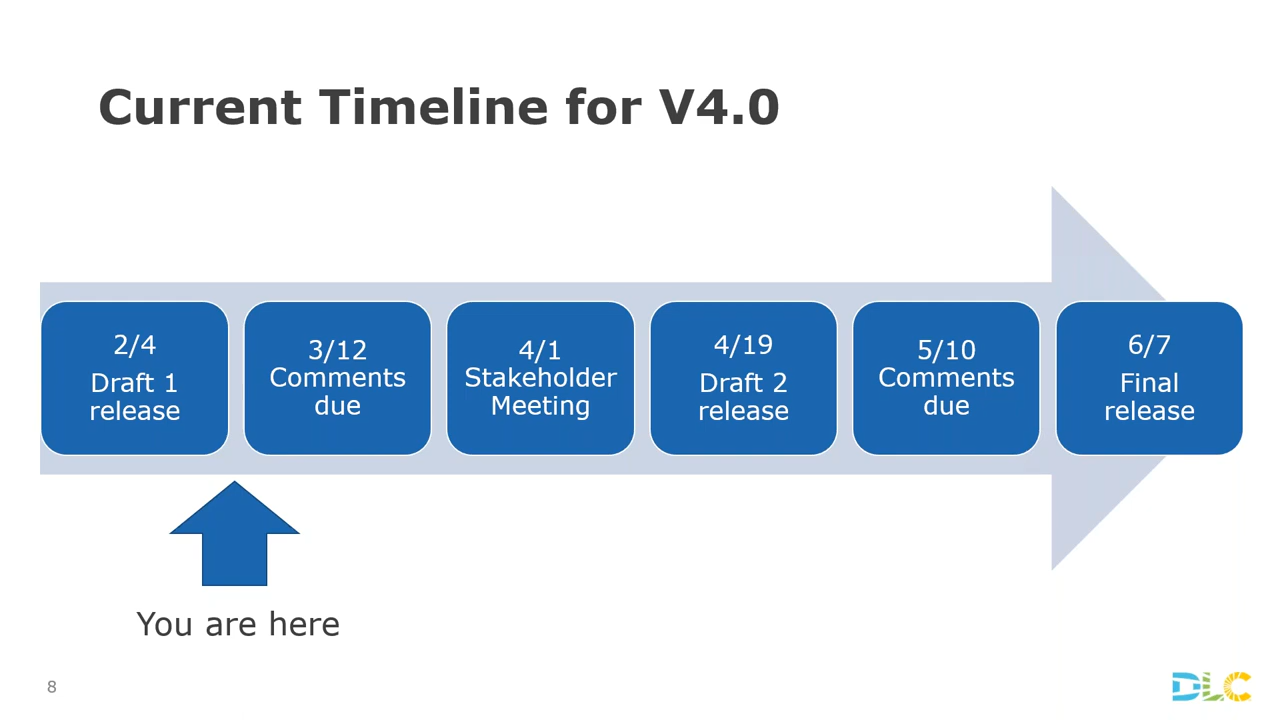 Current Timeline for V4.0
2/4
Draft 1
release
3/12
Comments
due
4/1
Stakeholder
Meeting
4/19
Draft 2
release
5/10
Comments
due
6/7
Final
release
You are here
8
DLC